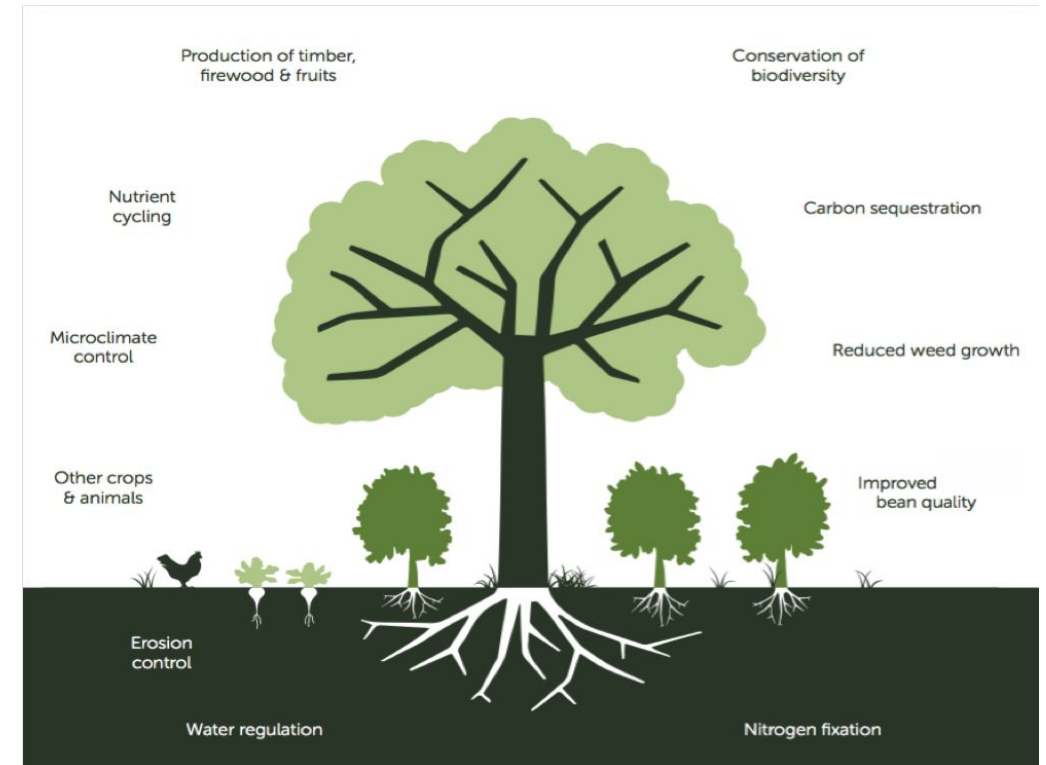 Production of timber,
firewood & fruits
Conservation of
biodiversity
Nutrient
cycling
Carbon sequestration
Microclimate
control
Reduced weed growth
Other crops
& animals
Improved
bean quality
Erosion
control
Water regulation
Nitrogen fixation